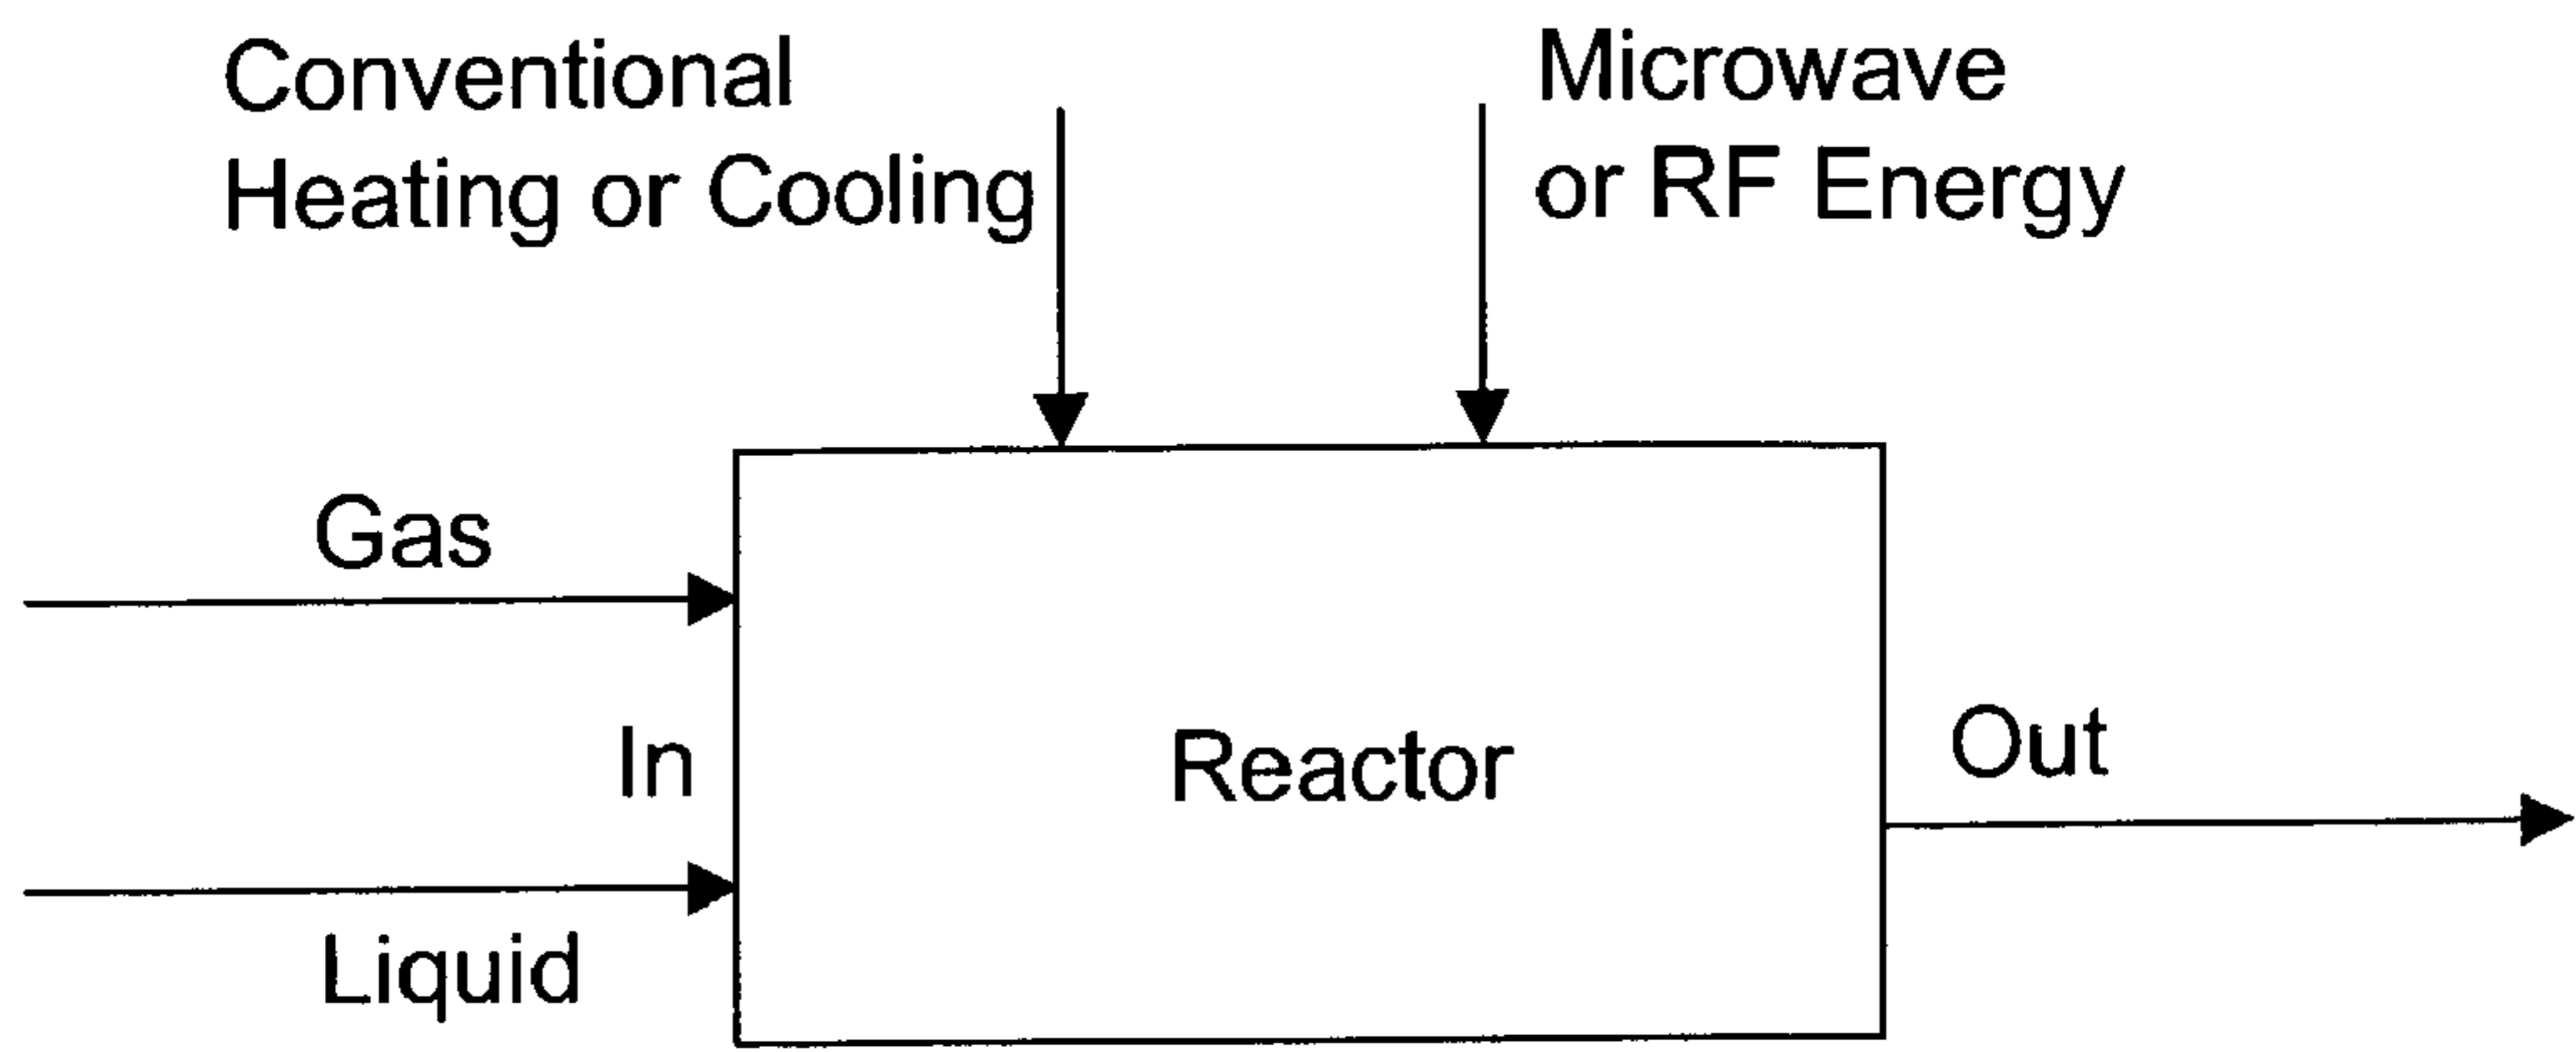 Conventional
Heating or Cooling
Microwave
or RF Energy
Gas
In
Liquid
Reactor
Out